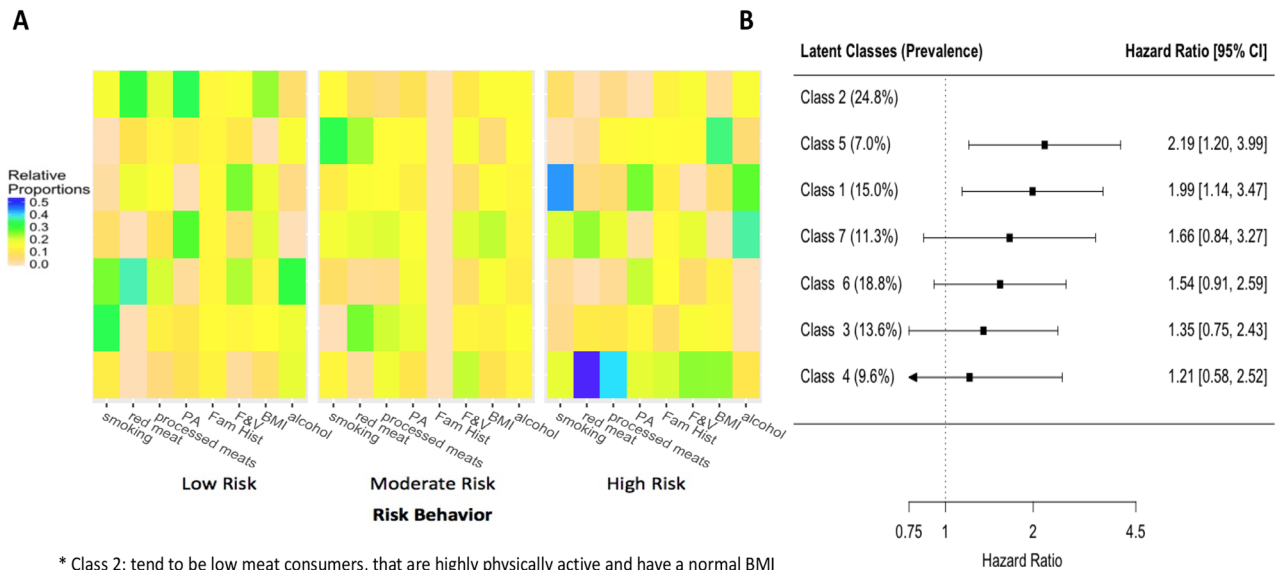 A
Relative
Proportions
0.5
0.4
0.3
0.2
0.1
0.0
smoking
red meat
processed meats
PA
Fam Hist
F&V
BMI
alcohol
smoking
red meat
processed meats
PA
Fam Hist
F&V
BMI
alcohol
smoking
red meat
processed meats
PA
Fam Hist
F&V
BMI
alcohol
Low Risk
Moderate Risk
High Risk
Risk Behavior
* Class 2: tend to be low meat consumers, that are highly physically active and have a normal BMI
B
Latent Classes (Prevalence) Hazard Ratio [95% CI]
Class 2 (24.8%)
Class 5 (7.0%) 2.19 [1.20, 3.99]
Class 1 (15.0%) 1.99 [1.14, 3.47]
Class 7 (11.3%) 1.66 [0.84, 3.27]
Class 6 (18.8%) 1.54 [0.91, 2.59]
Class 3 (13.6%) 1.35 [0.75, 2.43]
Class 4 (9.6%) 1.21 [0.58, 2.52]
0.75 1 2 4.5
Hazard Ratio